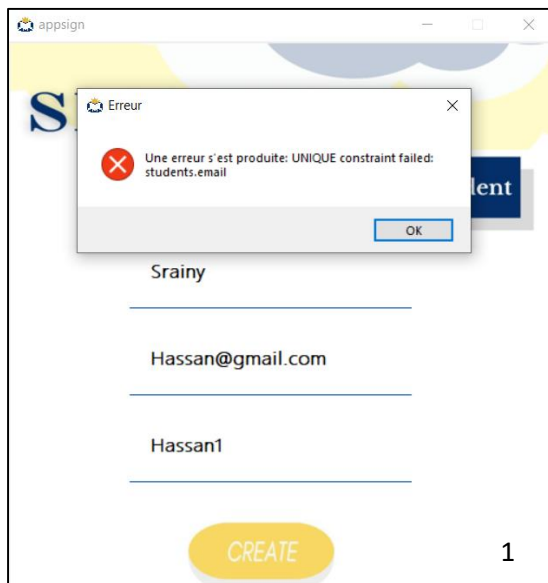 appsign
S
Erreur
Une erreur s'est produite: UNIQUE constraint failed:
students.email
OK
dent
Srainy
Hassan@gmail.com
Hassan1
CREATE
1